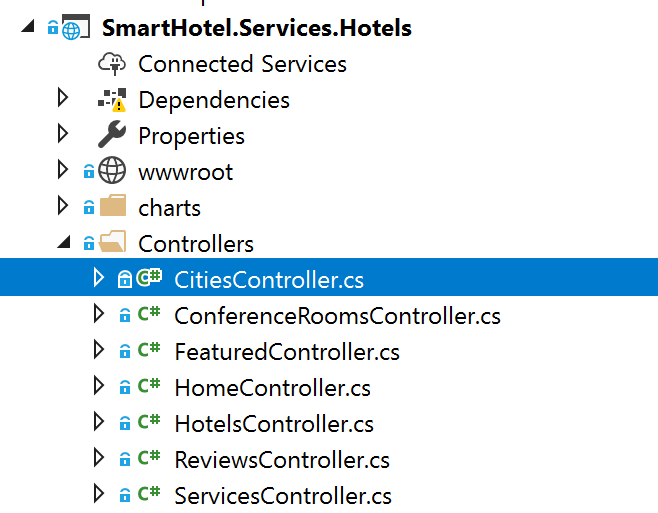 SmartHotel.Services.Hotels
Connected Services
Dependencies
Properties
wwwroot
charts
Controllers
C# CitiesController.cs
C# ConferenceRoomsController.cs
C# FeaturedController.cs
C# HomeController.cs
C# HotelsController.cs
C# ReviewsController.cs
C# ServicesController.cs